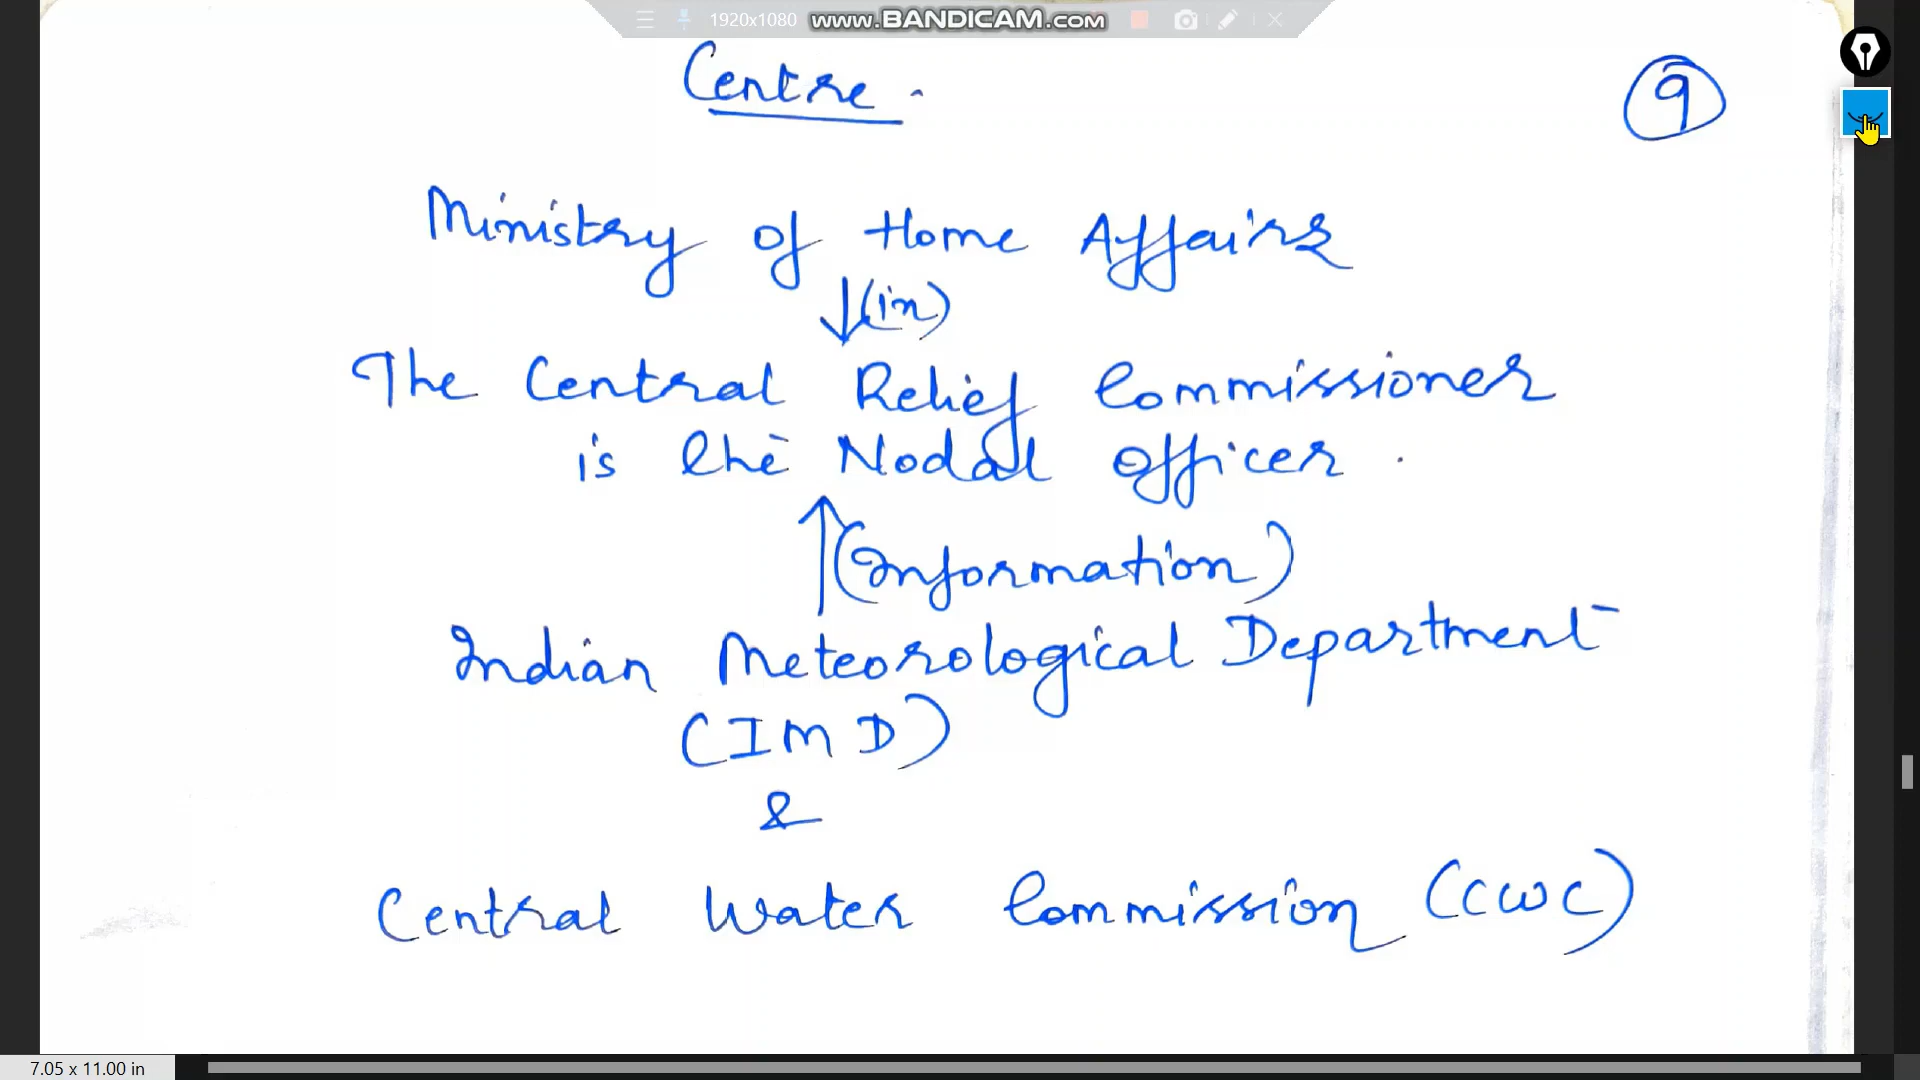 1920x1080 www.BANDICAM.com
Centre.
9
Ministry of Home Affairs
(in)
The Central Relief Commissioner
is the Nodal officer.
(Information)
Indian Meteorological Department
(IMD)
&
Central Water Commission (CWC)
7.05 x 11.00 in